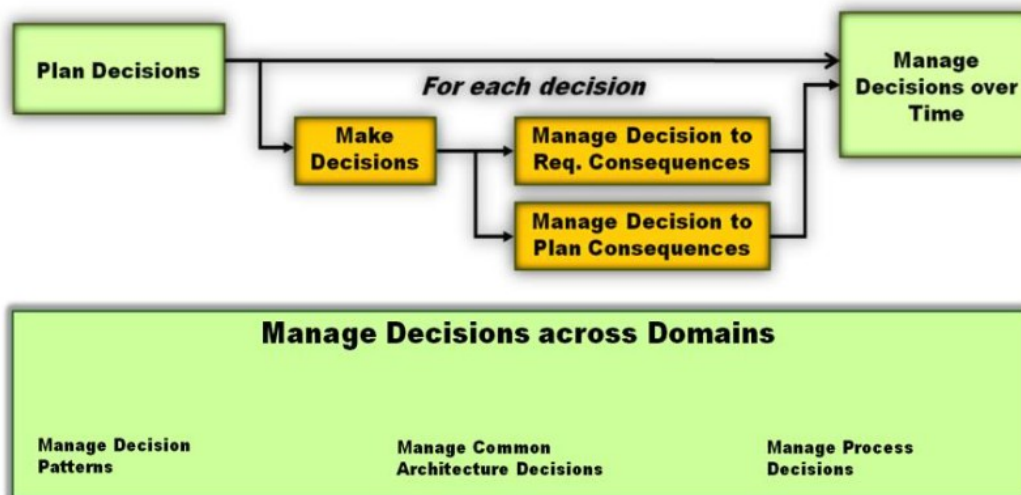 Plan Decisions
Manage
Decisions over
Time
For each decision
Make
Decisions
Manage Decision to
Req. Consequences
Manage Decision to
Plan Consequences
Manage Decisions across Domains
Manage Decision
Patterns
Manage Common
Architecture Decisions
Manage Process
Decisions